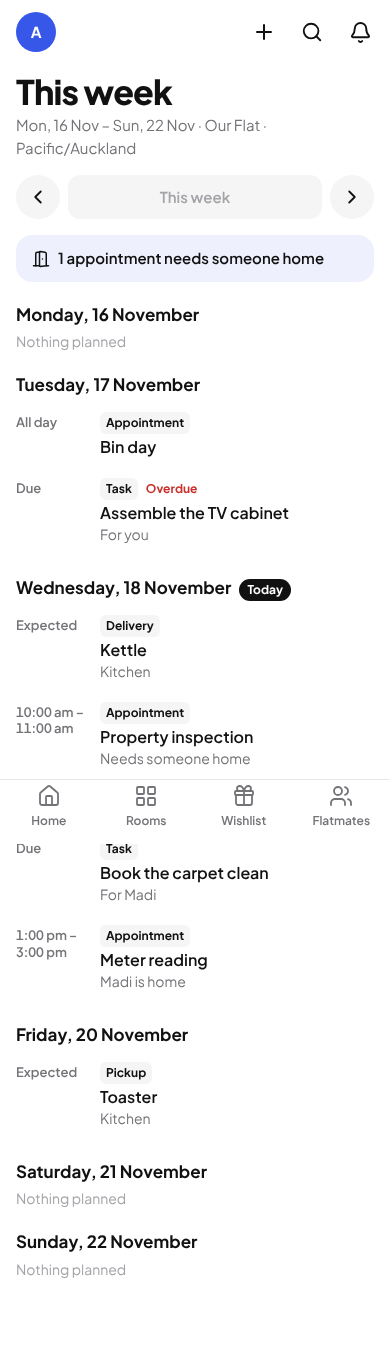 A
This week
Mon, 16 Nov – Sun, 22 Nov · Our Flat ·
Pacific/Auckland
This week
1 appointment needs someone home
Monday, 16 November
Nothing planned
Tuesday, 17 November
All day
Appointment
Bin day
Due
Task Overdue
Assemble the TV cabinet
For you
Wednesday, 18 November Today
Expected
Delivery
Kettle
Kitchen
10:00 am –
11:00 am
Appointment
Property inspection
Needs someone home
Home
Rooms
Wishlist
Flatmates
Due
Task
Book the carpet clean
For Madi
1:00 pm –
3:00 pm
Appointment
Meter reading
Madi is home
Friday, 20 November
Expected
Pickup
Toaster
Kitchen
Saturday, 21 November
Nothing planned
Sunday, 22 November
Nothing planned